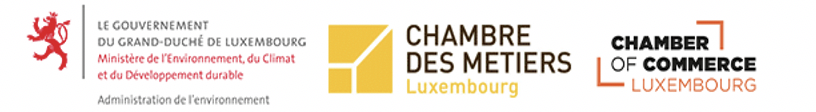 LE GOUVERNEMENT
DU GRAND-DUCHÉ DE LUXEMBOURG
Ministère de l'Environnement, du Climat
et du Développement durable
Administration de l'environnement
CHAMBRE
DES METIERS
Luxembourg
CHAMBER
OF COMMERCE
LUXEMBOURG